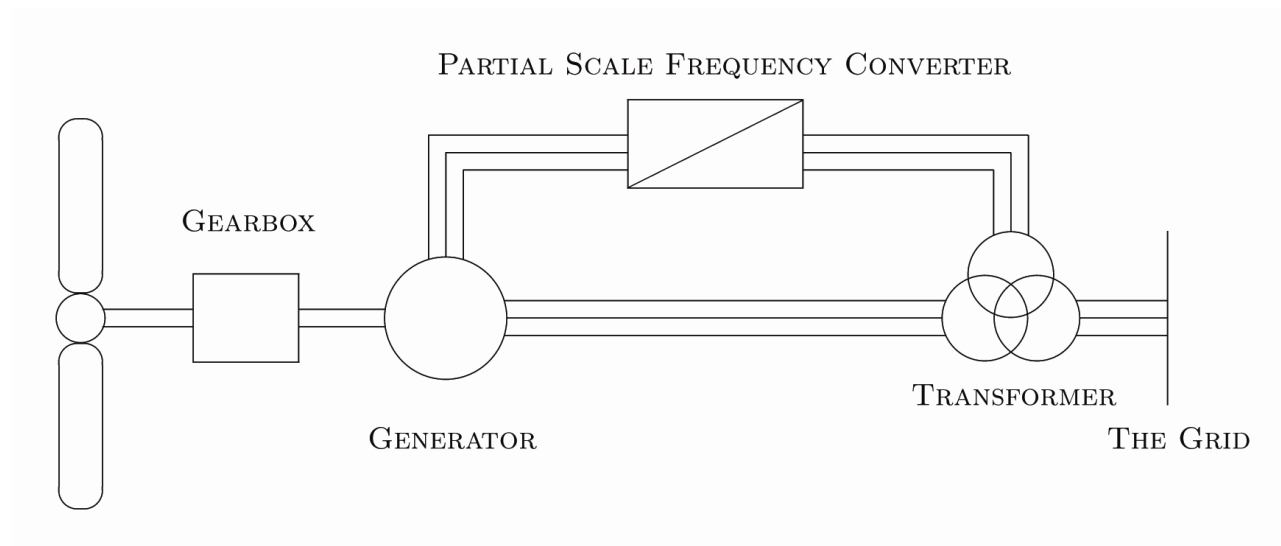 Partial Scale Frequency Converter
Gearbox
Transformer
Generator
The Grid